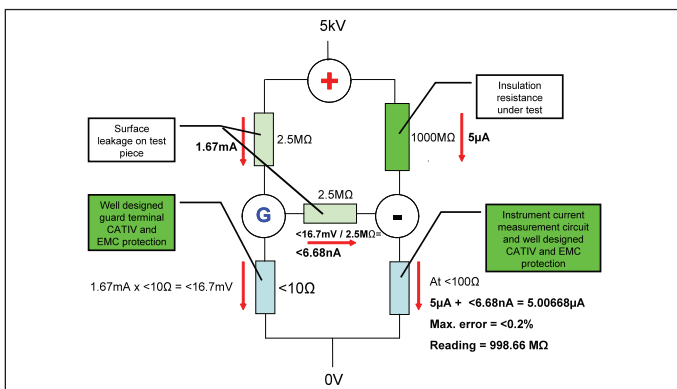 5kV
+
Insulation
resistance
under test
Surface
leakage on test
piece
1.67mA
2.5MΩ
1000MΩ
5µA
2.5MΩ
G
-
Well designed
guard terminal
CATIV and
EMC protection
<16.7mV / 2.5MΩ=
<6.68nA
Instrument current
measurement circuit
and well designed
CATIV and EMC
protection
1.67mA x <10Ω = <16.7mV
<10Ω
At <100Ω
5µA + <6.68nA = 5.00668µA
Max. error = <0.2%
Reading = 998.66 MΩ
0V